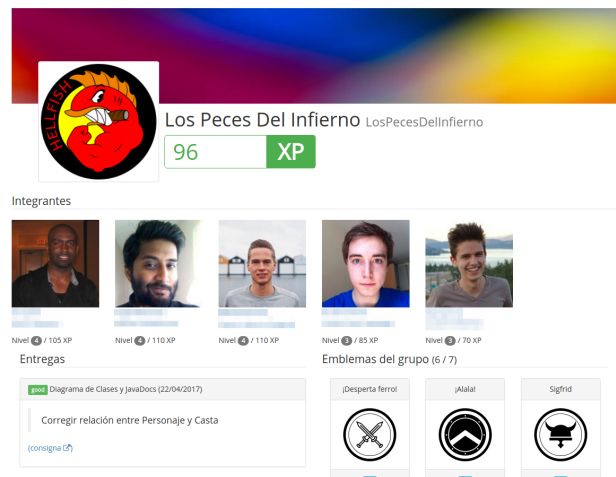 HELLFISH
Los Peces Del Infierno LosPecesDelInfierno
96 XP
Integrantes
Nivel 4 / 105 XP
Nivel 4 / 110 XP
Nivel 4 / 110 XP
Nivel 3 / 85 XP
Nivel 3 / 70 XP
Entregas
Emblemas del grupo (6 / 7)
good Diagrama de Clases y JavaDocs (22/04/2017)
Corregir relación entre Personaje y Casta
(consigna)
¡Desperta ferro!
¡Alala!
Sigfrid